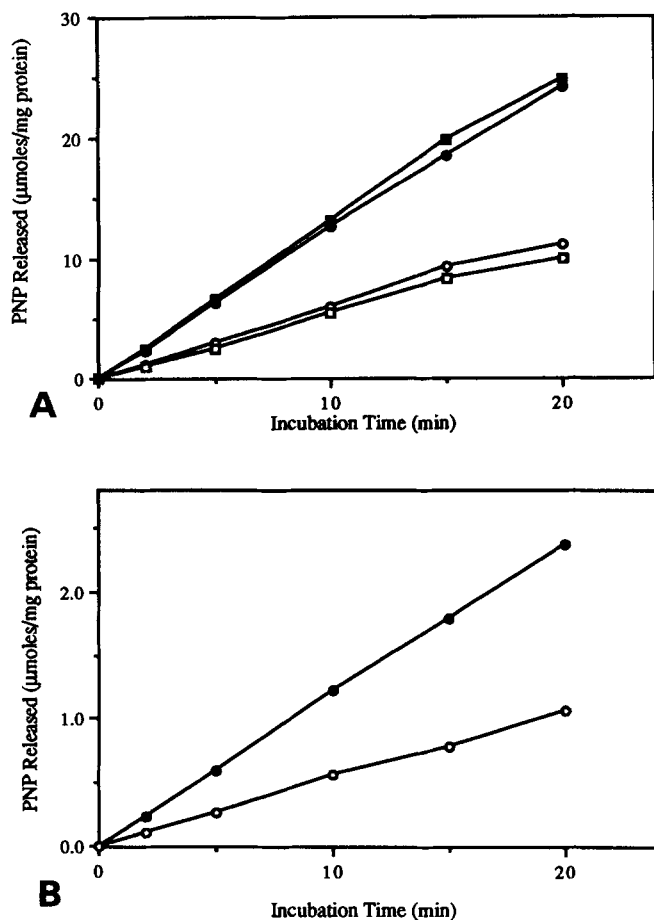 30
20
10
0
PNP Released (μmoles/mg protein)
0 10 20
Incubation Time (min)
A
2.0
1.0
0.0
PNP Released (μmoles/mg protein)
0 10 20
Incubation Time (min)
B